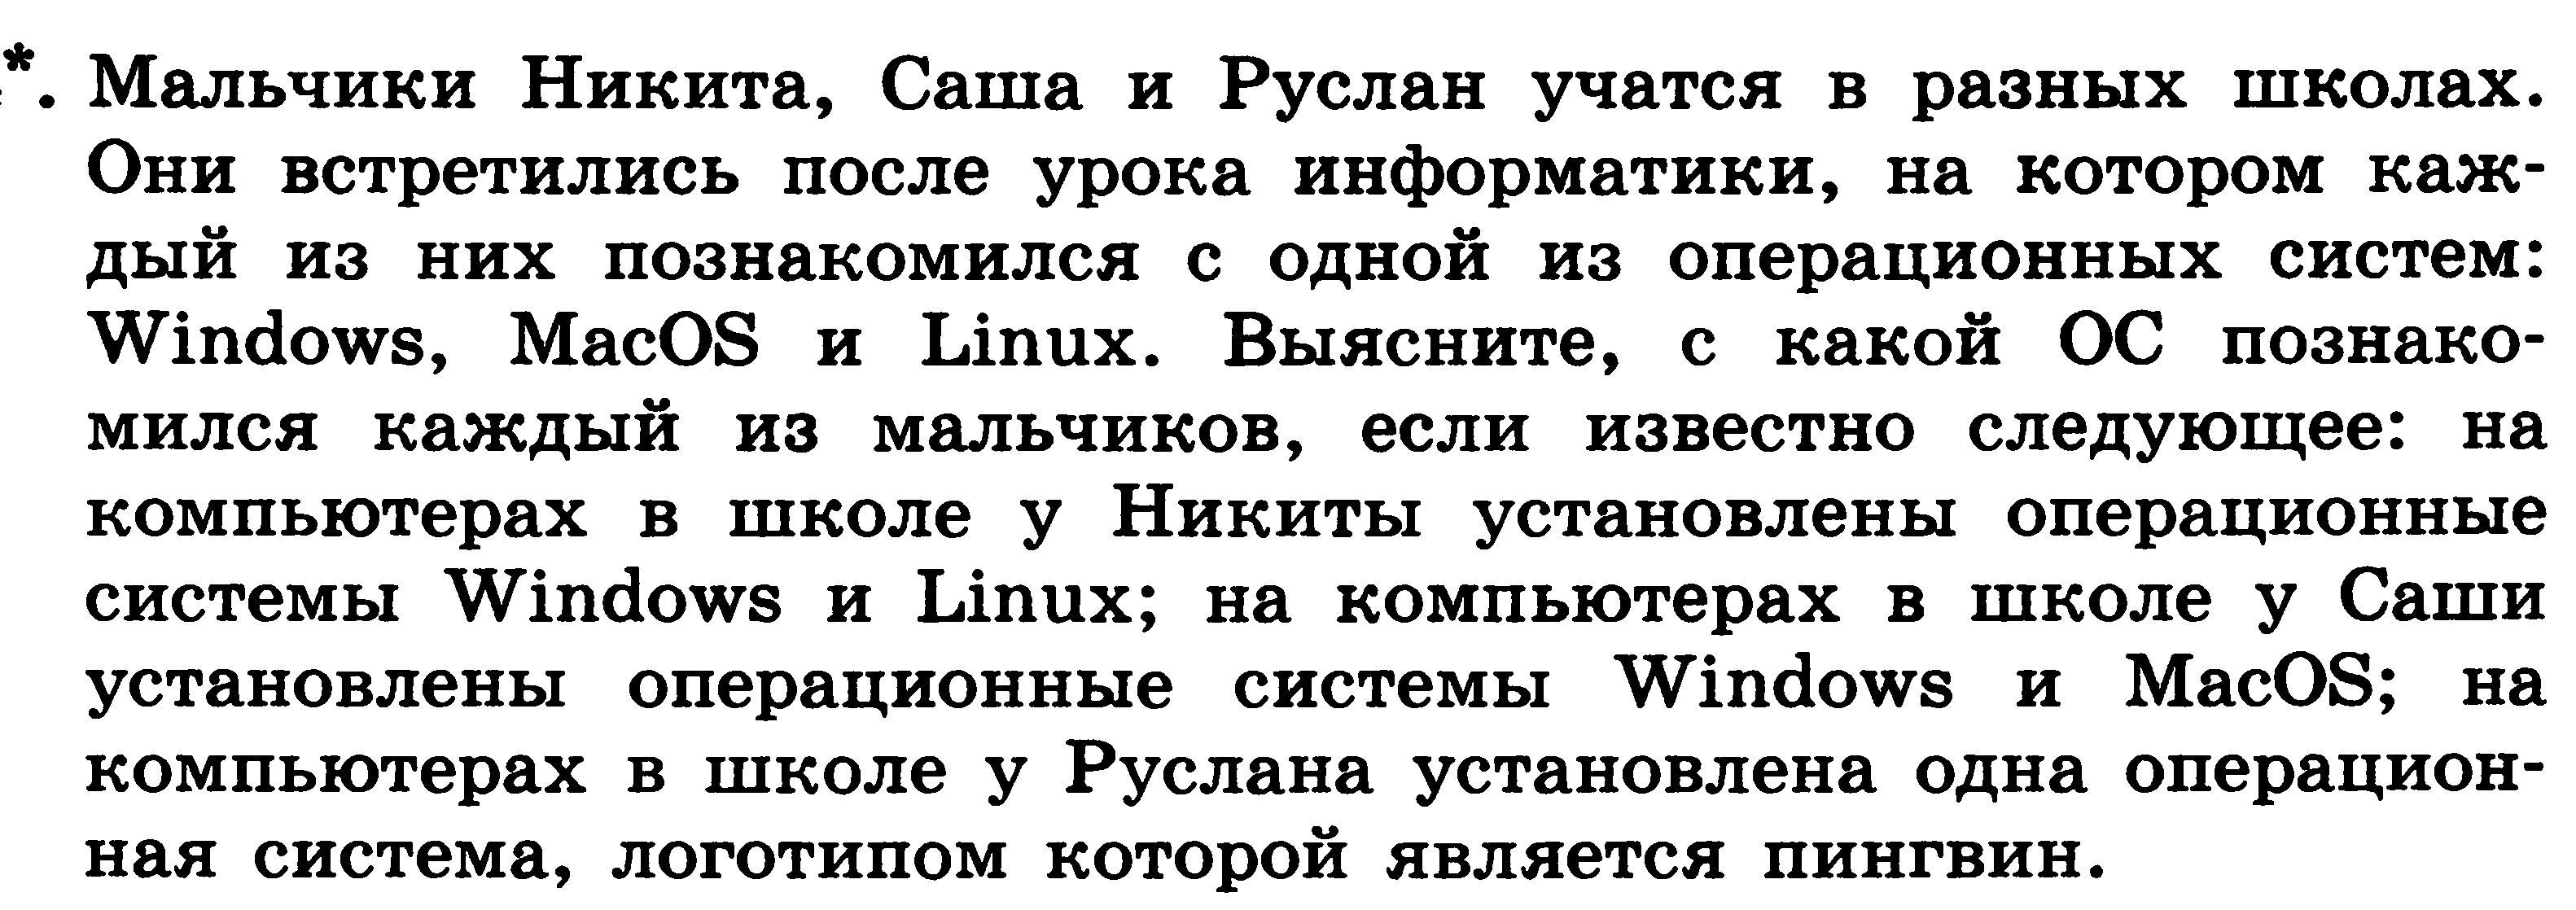 *. Мальчики Никита, Саша и Руслан учатся в разных школах.
Они встретились после урока информатики, на котором каж-
дый из них познакомился с одной из операционных систем:
Windows, MacOS и Linux. Выясните, с какой ОС познако-
мился каждый из мальчиков, если известно следующее: на
компьютерах в школе у Никиты установлены операционные
системы Windows и Linux; на компьютерах в школе у Саши
установлены операционные системы Windows и MacOS; на
компьютерах в школе у Руслана установлена одна операцион-
ная система, логотипом которой является пингвин.